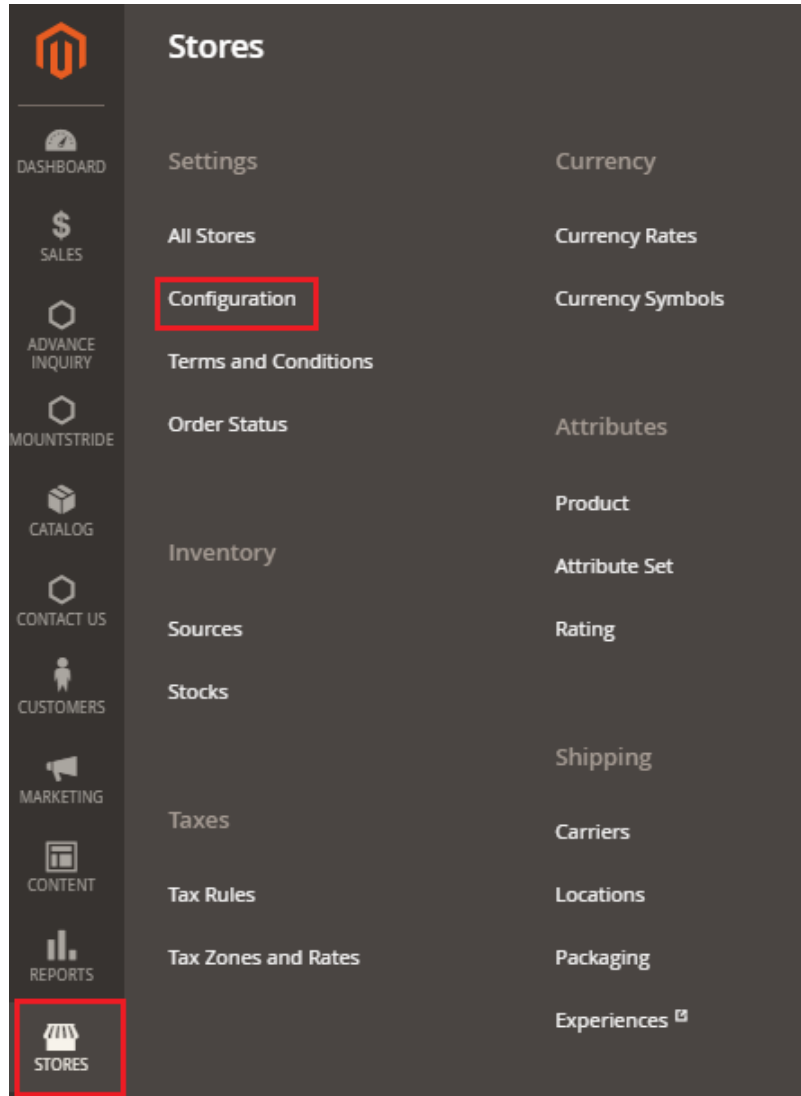 DASHBOARD
SALES
ADVANCE
INQUIRY
MOUNTSTRIDE
CATALOG
CONTACT US
CUSTOMERS
MARKETING
CONTENT
REPORTS
STORES
Stores
Settings
All Stores
Configuration
Terms and Conditions
Order Status
Inventory
Sources
Stocks
Taxes
Tax Rules
Tax Zones and Rates
Currency
Currency Rates
Currency Symbols
Attributes
Product
Attribute Set
Rating
Shipping
Carriers
Locations
Packaging
Experiences